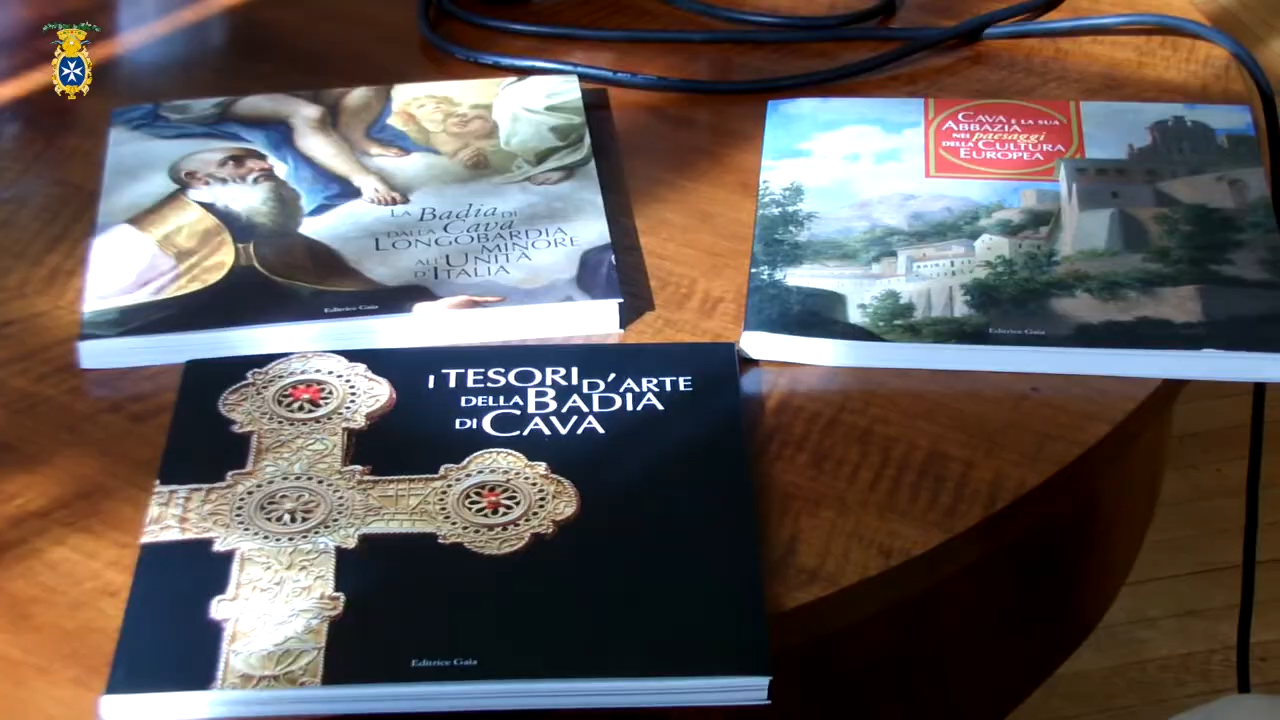 LA Badia DI
DALLA Cava
LONGOBARDIA
MINORE
ALL'UNITÀ
D'ITALIA
Editrice Gaia
CAVA E LA SUA
ABBAZIA
NEI paesaggi
DELLA CULTURA
EUROPEA
Editrice Gaia
I TESORI D'ARTE
DELLA BADIA
DI CAVA
Editrice Gaia